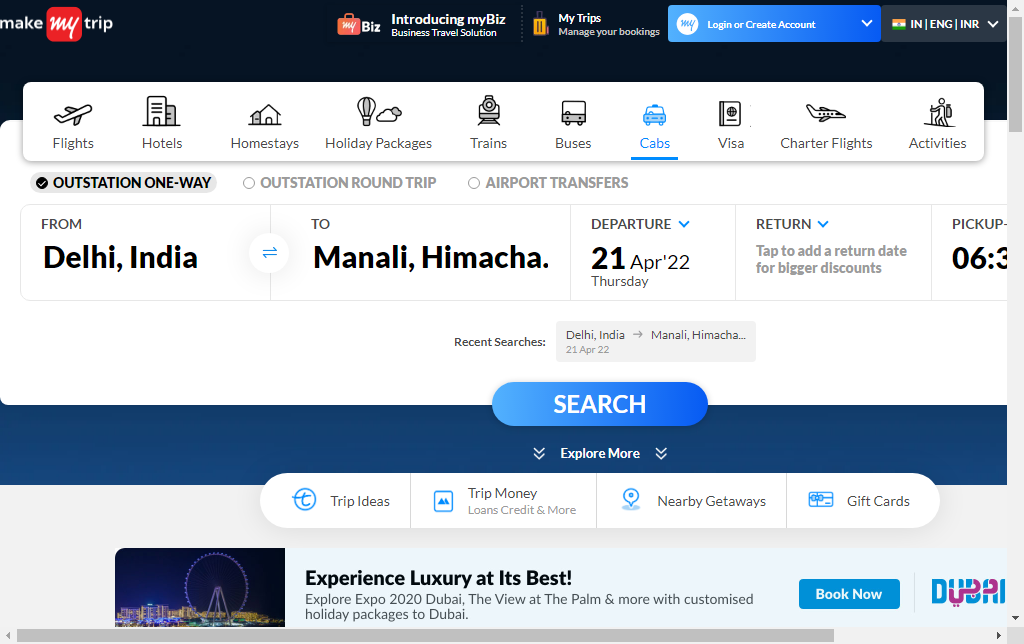 make my trip
my Biz
Introducing myBiz
Business Travel Solution
My Trips
Manage your bookings
my
Login or Create Account
IN | ENG | INR
Flights
Hotels
Homestays
Holiday Packages
Trains
Buses
Cabs
Visa
Charter Flights
Activities
OUTSTATION ONE-WAY
OUTSTATION ROUND TRIP
AIRPORT TRANSFERS
FROM
Delhi, India
TO
Manali, Himacha.
DEPARTURE
21 Apr'22
Thursday
RETURN
Tap to add a return date
for bigger discounts
PICKUP-
06:3
Recent Searches:
Delhi, India → Manali, Himacha...
21 Apr 22
SEARCH
Explore More
Trip Ideas
Trip Money
Loans Credit & More
Nearby Getaways
Gift Cards
Experience Luxury at Its Best!
Explore Expo 2020 Dubai, The View at The Palm & more with customised
holiday packages to Dubai.
Book Now
DUBAI